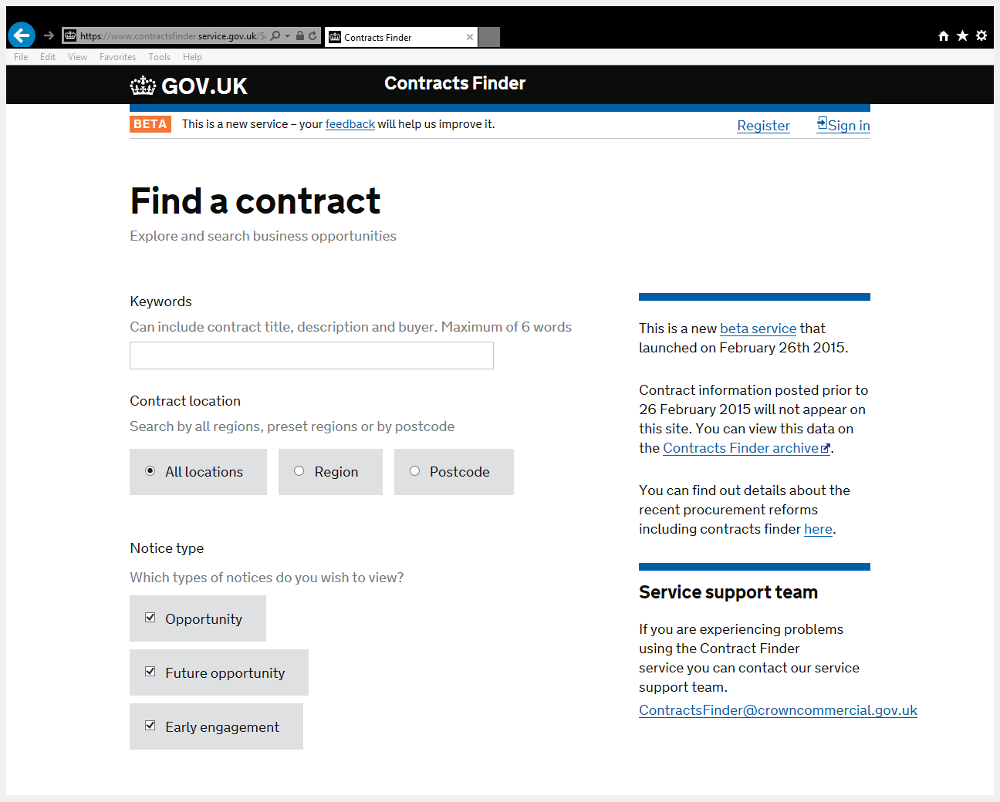 https://www.contractsfinder.service.gov.uk/S
Contracts Finder
File Edit View Favorites Tools Help
GOV.UK
Contracts Finder
BETA This is a new service – your feedback will help us improve it.
Register Sign in
Find a contract
Explore and search business opportunities
Keywords
Can include contract title, description and buyer. Maximum of 6 words
Contract location
Search by all regions, preset regions or by postcode
All locations Region Postcode
Notice type
Which types of notices do you wish to view?
Opportunity
Future opportunity
Early engagement
This is a new beta service that
launched on February 26th 2015.
Contract information posted prior to
26 February 2015 will not appear on
this site. You can view this data on
the Contracts Finder archive.
You can find out details about the
recent procurement reforms
including contracts finder here.
Service support team
If you are experiencing problems
using the Contract Finder
service you can contact our service
support team.
ContractsFinder@crowncommercial.gov.uk